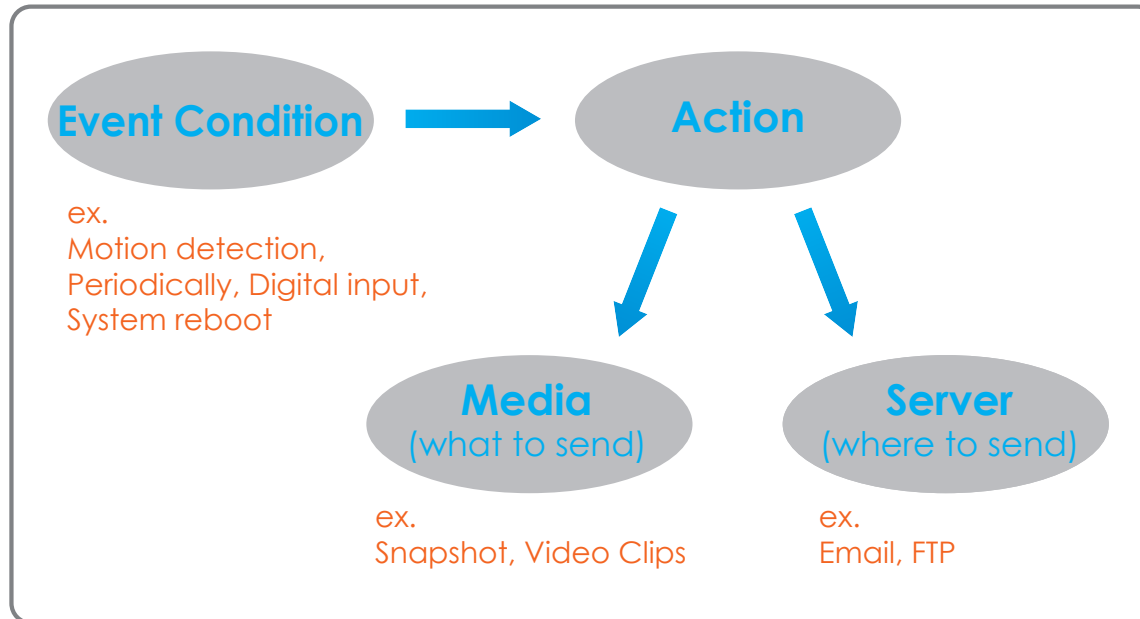 Event Condition
Action
ex.
Motion detection,
Periodically, Digital input,
System reboot
Media
(what to send)
ex.
Snapshot, Video Clips
Server
(where to send)
ex.
Email, FTP